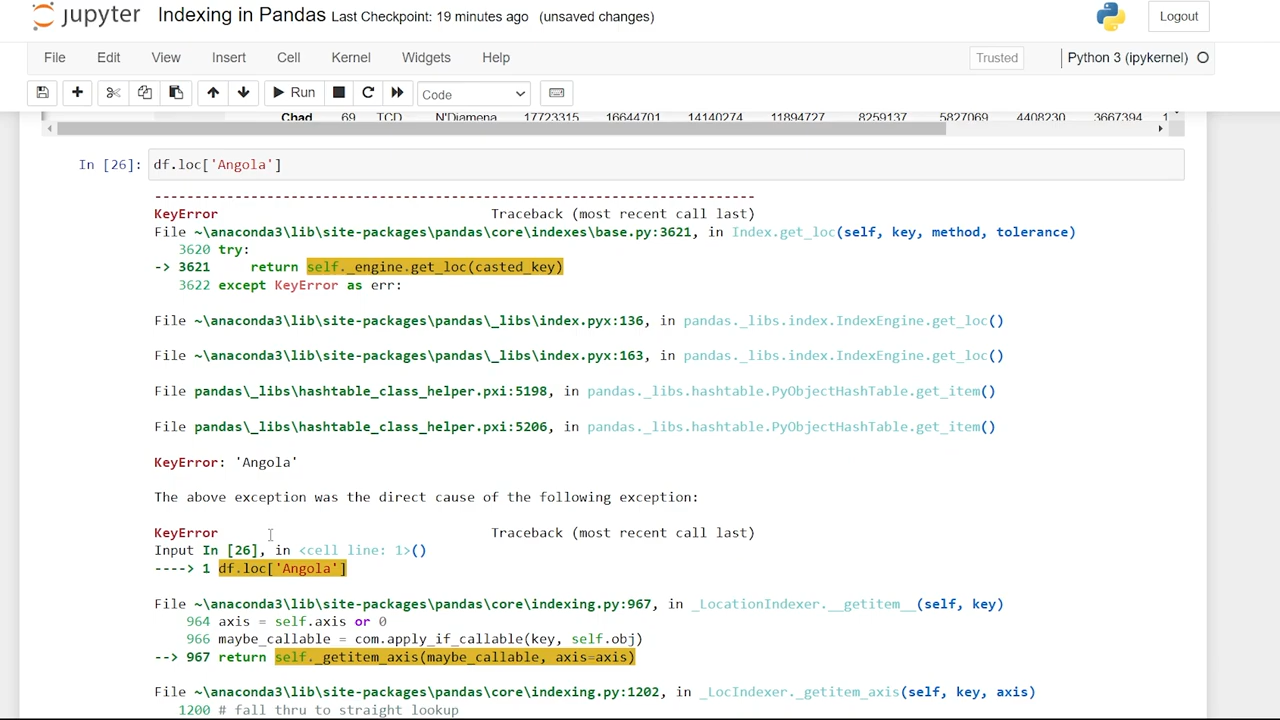 jupyter Indexing in Pandas Last Checkpoint: 19 minutes ago (unsaved changes) Logout
File Edit View Insert Cell Kernel Widgets Help Trusted Python 3 (ipykernel)
Run Code
Chad 69 TCD N'Djamena 17723315 16644701 14140274 11894727 8259137 5827069 4408230 3667394 1
In [26]: df.loc['Angola']
---------------------------------------------------------------------------
KeyError Traceback (most recent call last)
File ~\anaconda3\lib\site-packages\pandas\core\indexes\base.py:3621, in Index.get_loc(self, key, method, tolerance)
3620 try:
-> 3621 return self._engine.get_loc(casted_key)
3622 except KeyError as err:
File ~\anaconda3\lib\site-packages\pandas\_libs\index.pyx:136, in pandas._libs.index.IndexEngine.get_loc()
File ~\anaconda3\lib\site-packages\pandas\_libs\index.pyx:163, in pandas._libs.index.IndexEngine.get_loc()
File pandas\_libs\hashtable_class_helper.pxi:5198, in pandas._libs.hashtable.PyObjectHashTable.get_item()
File pandas\_libs\hashtable_class_helper.pxi:5206, in pandas._libs.hashtable.PyObjectHashTable.get_item()
KeyError: 'Angola'
The above exception was the direct cause of the following exception:
KeyError Traceback (most recent call last)
Input In [26], in <cell line: 1>()
----> 1 df.loc['Angola']
File ~\anaconda3\lib\site-packages\pandas\core\indexing.py:967, in _LocationIndexer.__getitem__(self, key)
964 axis = self.axis or 0
966 maybe_callable = com.apply_if_callable(key, self.obj)
--> 967 return self._getitem_axis(maybe_callable, axis=axis)
File ~\anaconda3\lib\site-packages\pandas\core\indexing.py:1202, in _LocIndexer._getitem_axis(self, key, axis)
1200 # fall thru to straight lookup